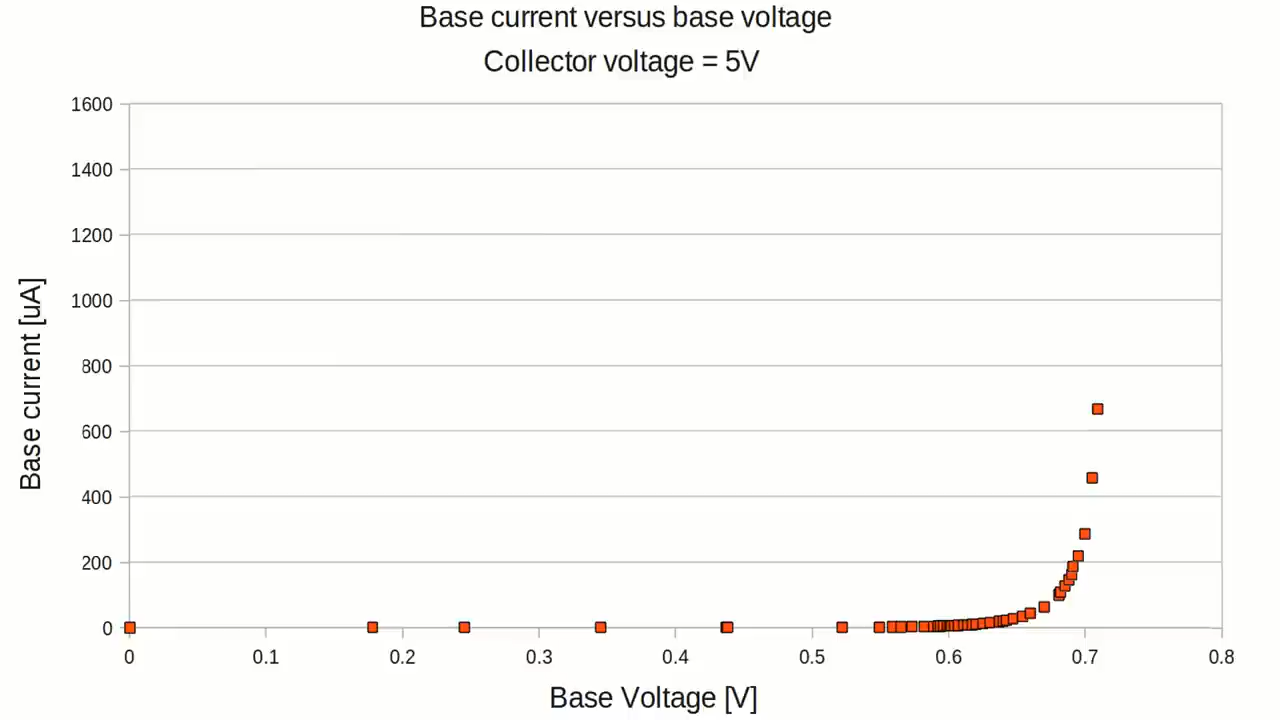 Base current versus base voltage
Collector voltage = 5V
1600
1400
1200
1000
800
600
400
200
0
Base current [uA]
0 0.1 0.2 0.3 0.4 0.5 0.6 0.7 0.8
Base Voltage [V]